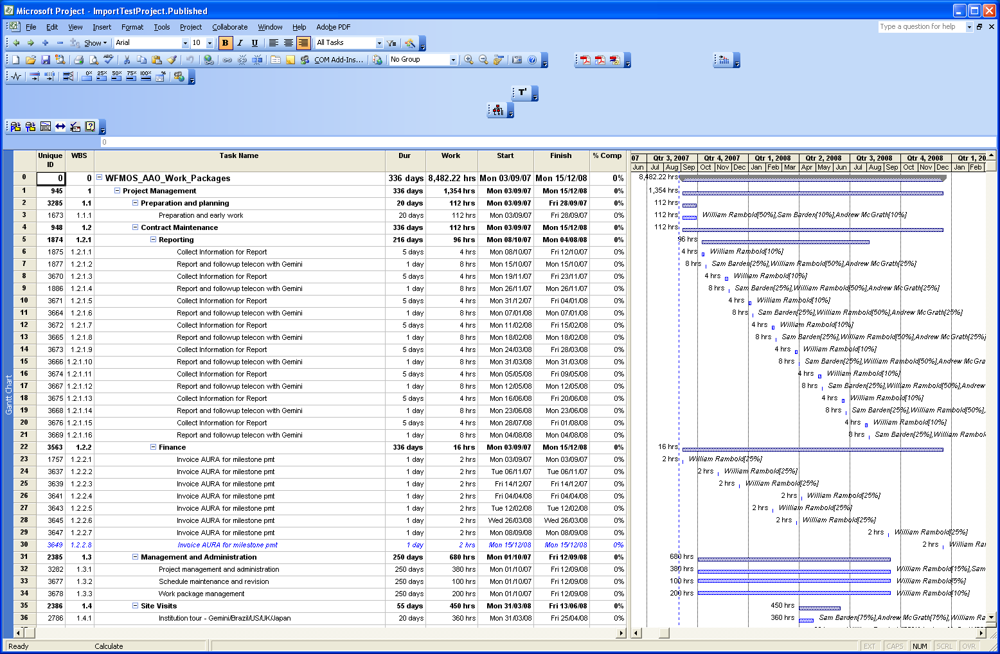 Microsoft Project - ImportTestProject.Published
File Edit View Insert Format Tools Project Collaborate Window Help Adobe PDF
Type a question for help
Show Arial 10 B I U All Tasks
COM Add-Ins... No Group
0% 25% 50% 75% 100%
0
Unique ID WBS Task Name Dur Work Start Finish % Comp
07 Qtr 3, 2007 Qtr 4, 2007 Qtr 1, 2008 Qtr 2, 2008 Qtr 3, 2008 Qtr 4, 2008 Qtr 1, 20
Jun Jul Aug Sep Oct Nov Dec Jan Feb Mar Apr May Jun Jul Aug Sep Oct Nov Dec Jan Feb
0 0 0 WFMOS_AAO_Work_Packages 336 days 8,482.22 hrs Mon 03/09/07 Mon 15/12/08 0% 8,482.22 hrs
1 945 1 Project Management 336 days 1,354 hrs Mon 03/09/07 Mon 15/12/08 0% 1,354 hrs
2 3285 1.1 Preparation and planning 20 days 112 hrs Mon 03/09/07 Fri 28/09/07 0% 112 hrs
3 1673 1.1.1 Preparation and early work 20 days 112 hrs Mon 03/09/07 Fri 28/09/07 0% 112 hrs William Rambold[50%],Sam Barden[10%],Andrew McGrath[10%]
4 948 1.2 Contract Maintenance 336 days 112 hrs Mon 03/09/07 Mon 15/12/08 0% 112 hrs
5 1874 1.2.1 Reporting 216 days 96 hrs Mon 08/10/07 Mon 04/08/08 0% 96 hrs
6 1875 1.2.1.1 Collect Information for Report 5 days 4 hrs Mon 08/10/07 Fri 12/10/07 0% 4 hrs William Rambold[10%]
7 1877 1.2.1.2 Report and followup telecon with Gemini 1 day 8 hrs Mon 15/10/07 Mon 15/10/07 0% 8 hrs Sam Barden[25%],William Rambold[50%],Andrew McGrath[25%]
8 3670 1.2.1.3 Collect Information for Report 5 days 4 hrs Mon 19/11/07 Fri 23/11/07 0% 4 hrs William Rambold[10%]
9 1886 1.2.1.4 Report and followup telecon with Gemini 1 day 8 hrs Mon 26/11/07 Mon 26/11/07 0% 8 hrs Sam Barden[25%],William Rambold[50%],Andrew McGrath[25%]
10 3671 1.2.1.5 Collect Information for Report 5 days 4 hrs Mon 31/12/07 Fri 04/01/08 0% 4 hrs William Rambold[10%]
11 3664 1.2.1.6 Report and followup telecon with Gemini 1 day 8 hrs Mon 07/01/08 Mon 07/01/08 0% 8 hrs Sam Barden[25%],William Rambold[50%],Andrew McGrath[25%]
12 3672 1.2.1.7 Collect Information for Report 5 days 4 hrs Mon 11/02/08 Fri 15/02/08 0% 4 hrs William Rambold[10%]
13 3665 1.2.1.8 Report and followup telecon with Gemini 1 day 8 hrs Mon 18/02/08 Mon 18/02/08 0% 8 hrs Sam Barden[25%],William Rambold[50%],Andrew McGrath[25%]
14 3673 1.2.1.9 Collect Information for Report 5 days 4 hrs Mon 24/03/08 Fri 28/03/08 0% 4 hrs William Rambold[10%]
15 3666 1.2.1.10 Report and followup telecon with Gemini 1 day 8 hrs Mon 31/03/08 Mon 31/03/08 0% 8 hrs Sam Barden[25%],William Rambold[50%],Andrew McGra
16 3674 1.2.1.11 Collect Information for Report 5 days 4 hrs Mon 05/05/08 Fri 09/05/08 0% 4 hrs William Rambold[10%]
17 3667 1.2.1.12 Report and followup telecon with Gemini 1 day 8 hrs Mon 12/05/08 Mon 12/05/08 0% 8 hrs Sam Barden[25%],William Rambold[50%],Andrew
18 3675 1.2.1.13 Collect Information for Report 5 days 4 hrs Mon 16/06/08 Fri 20/06/08 0% 4 hrs William Rambold[10%]
19 3668 1.2.1.14 Report and followup telecon with Gemini 1 day 8 hrs Mon 23/06/08 Mon 23/06/08 0% 8 hrs Sam Barden[25%],William Rambold[50%],
20 3676 1.2.1.15 Collect Information for Report 5 days 4 hrs Mon 28/07/08 Fri 01/08/08 0% 4 hrs William Rambold[10%]
21 3669 1.2.1.16 Report and followup telecon with Gemini 1 day 8 hrs Mon 04/08/08 Mon 04/08/08 0% 8 hrs Sam Barden[25%],William Rambol
22 3563 1.2.2 Finance 336 days 16 hrs Mon 03/09/07 Mon 15/12/08 0% 16 hrs
23 1757 1.2.2.1 Invoice AURA for milestone pmt 1 day 2 hrs Mon 03/09/07 Mon 03/09/07 0% 2 hrs William Rambold[25%]
24 3637 1.2.2.2 Invoice AURA for milestone pmt 1 day 2 hrs Tue 06/11/07 Tue 06/11/07 0% 2 hrs William Rambold[25%]
25 3639 1.2.2.3 Invoice AURA for milestone pmt 1 day 2 hrs Fri 14/12/07 Fri 14/12/07 0% 2 hrs William Rambold[25%]
26 3641 1.2.2.4 Invoice AURA for milestone pmt 1 day 2 hrs Fri 04/04/08 Fri 04/04/08 0% 2 hrs William Rambold[25%]
27 3643 1.2.2.5 Invoice AURA for milestone pmt 1 day 2 hrs Tue 12/02/08 Tue 12/02/08 0% 2 hrs William Rambold[25%]
28 3645 1.2.2.6 Invoice AURA for milestone pmt 1 day 2 hrs Wed 26/03/08 Wed 26/03/08 0% 2 hrs William Rambold[25%]
29 3647 1.2.2.7 Invoice AURA for milestone pmt 1 day 2 hrs Mon 08/09/08 Mon 08/09/08 0% 2 hrs William Rambold[25%]
30 3649 1.2.2.8 Invoice AURA for milestone pmt 1 day 2 hrs Mon 15/12/08 Mon 15/12/08 0% 2 hrs William Ran
31 2385 1.3 Management and Administration 250 days 680 hrs Mon 01/10/07 Fri 12/09/08 0% 680 hrs
32 3282 1.3.1 Project management and administration 250 days 380 hrs Mon 01/10/07 Fri 12/09/08 0% 380 hrs William Rambold[15%],Sam
33 3677 1.3.2 Schedule maintenance and revision 250 days 100 hrs Mon 01/10/07 Fri 12/09/08 0% 100 hrs William Rambold[5%]
34 3678 1.3.3 Work package management 250 days 200 hrs Mon 01/10/07 Fri 12/09/08 0% 200 hrs William Rambold[10%]
35 2386 1.4 Site Visits 55 days 450 hrs Mon 31/03/08 Fri 13/06/08 0% 450 hrs
36 2786 1.4.1 Institution tour - Gemini/Brazil/US/UK/Japan 20 days 360 hrs Mon 31/03/08 Fri 25/04/08 0% 360 hrs Sam Barden[75%],Andrew McGrath[75%],William Ra
Gantt Chart
Ready Calculate EXT CAPS NUM SCRL OVR